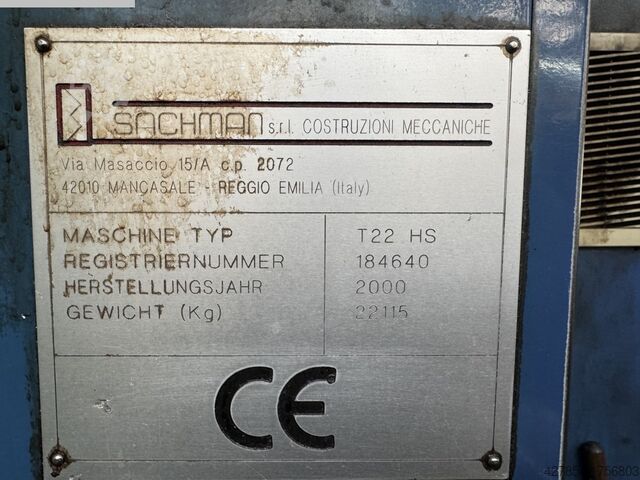 SACHMAN s.r.l. COSTRUZIONI MECCANICHE
Via Masaccio 15/A c.p. 2072
42010 MANCASALE - REGGIO EMILIA (Italy)
MASCHINE TYP T22 HS
REGISTRIERNUMMER 184640
HERSTELLUNGSJAHR 2000
GEWICHT (Kg) 22115
CE